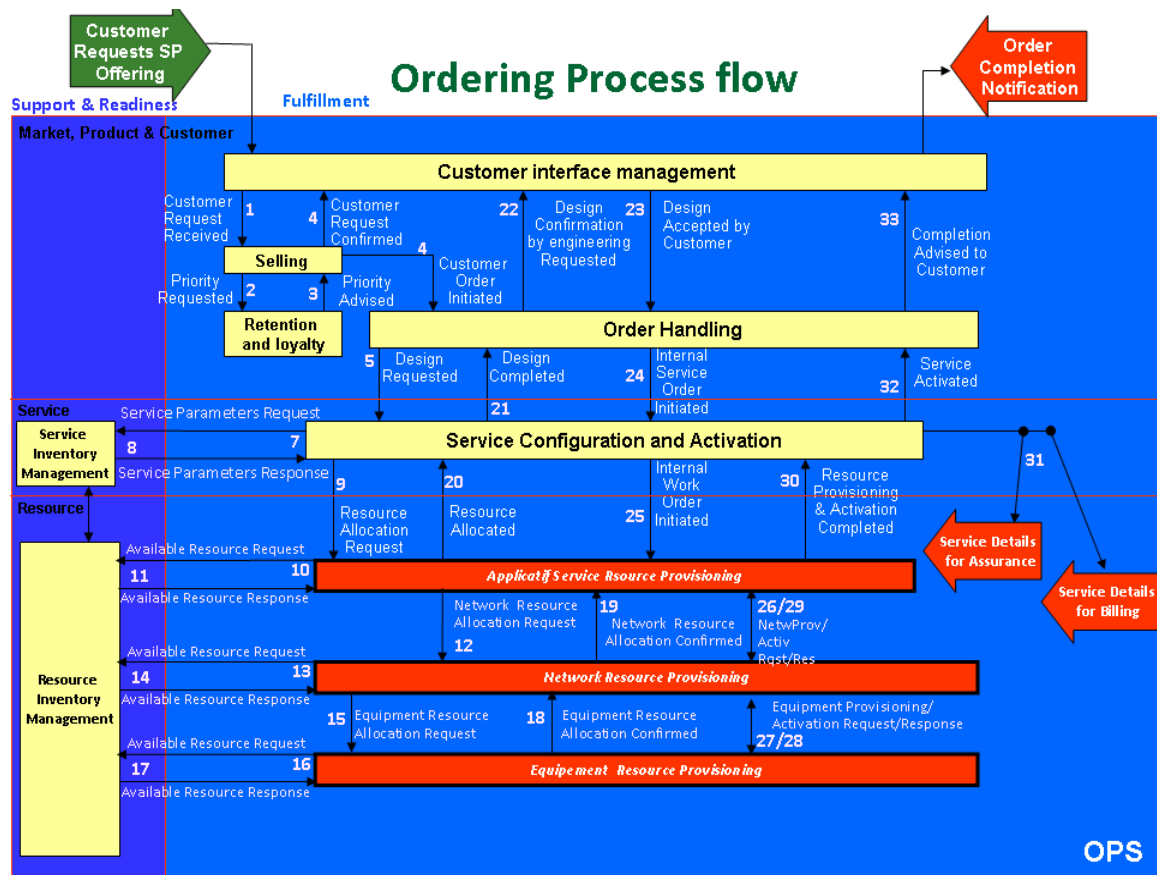 Customer
Requests SP
Offering
Ordering Process flow
Order
Completion
Notification
Support & Readiness
Fulfillment
Market, Product & Customer
Customer interface management
Customer
Request
Received
1
4
Customer
Request
Confirmed
22
Design
Confirmation
by engineering
Requested
23
Design
Accepted by
Customer
33
Completion
Advised to
Customer
Selling
4
Customer
Order
Initiated
Priority
Requested
2
3
Priority
Advised
Retention
and loyalty
Order Handling
5
Design
Requested
Design
Completed
21
24
Internal
Service
Order
Initiated
32
Service
Activated
Service
Service Parameters Request
Service
Inventory
Management
8
7
Service Parameters Response
Service Configuration and Activation
31
9
Resource
Allocation
Request
20
Resource
Allocated
Internal
Work
Order
Initiated
25
30
Resource
Provisioning
& Activation
Completed
Resource
Service Details
for Assurance
Service Details
for Billing
Available Resource Request
11
10
Available Resource Response
Applicatif Service Rsource Provisioning
Network Resource
Allocation Request
12
19
Network Resource
Allocation Confirmed
26/29
NetwProv/
Activ
Rqst/Res
Available Resource Request
14
13
Available Resource Response
Network Resource Provisioning
Resource
Inventory
Management
15
Equipment Resource
Allocation Request
18
Equipment Resource
Allocation Confirmed
Equipment Provisioning/
Activation Request/Response
27/28
Available Resource Request
17
16
Available Resource Response
Equipement Resource Provisioning
OPS